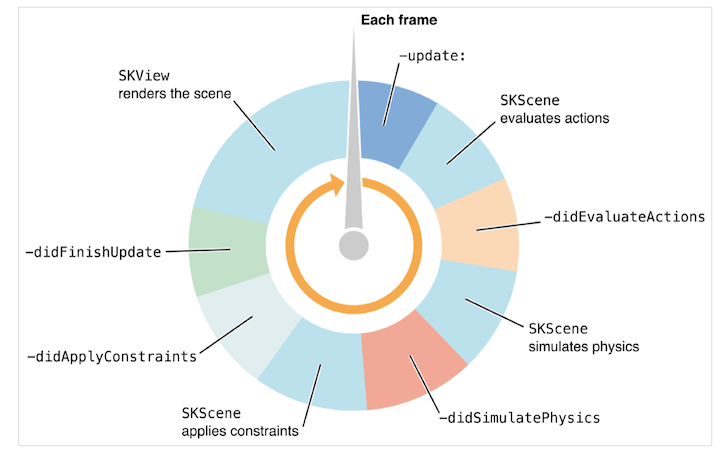 Each frame
-update:
SKScene
evaluates actions
-didEvaluateActions
SKScene
simulates physics
-didSimulatePhysics
SKScene
applies constraints
-didApplyConstraints
-didFinishUpdate
SKView
renders the scene